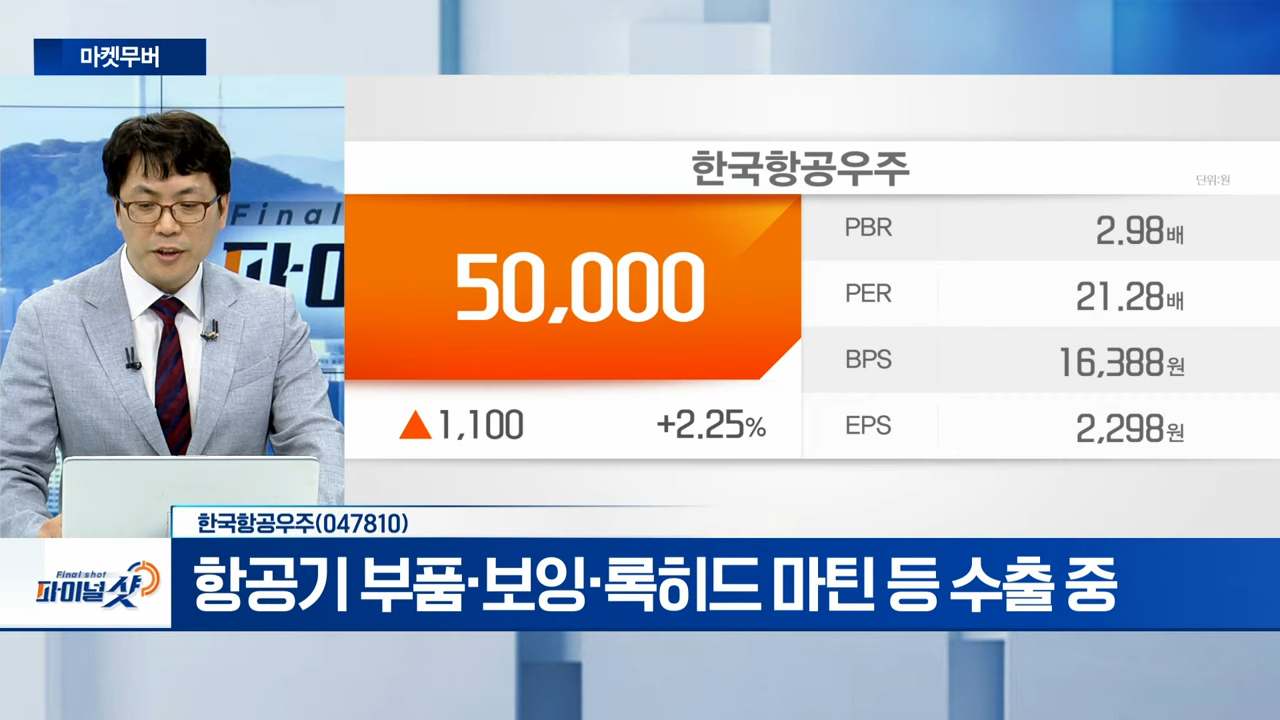 마켓무버
한국항공우주
단위:원
Final
파이
50,000
▲1,100 +2.25%
PBR 2.98배
PER 21.28배
BPS 16,388원
EPS 2,298원
한국항공우주(047810)
Final shot
파이널샷
항공기 부품·보잉·록히드 마틴 등 수출 중